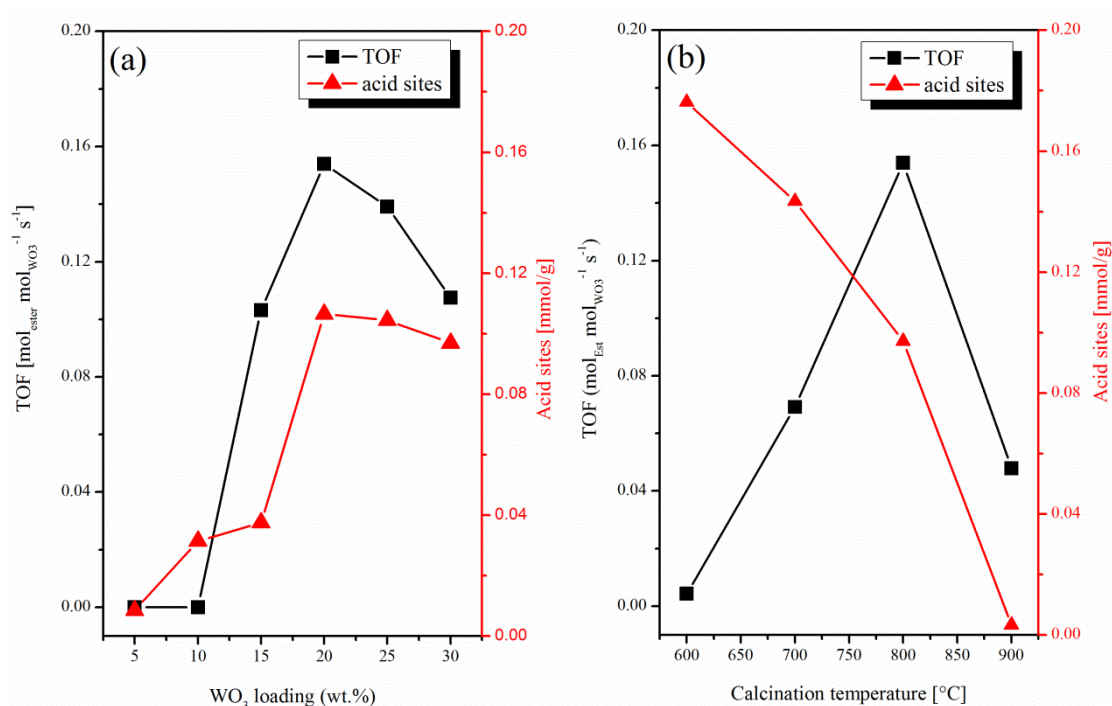 (a)
TOF
acid sites
0.20
0.16
0.12
0.08
0.04
0.00
TOF [mol_ester mol_WO3^-1 s^-1]
0.20
0.16
0.12
0.08
0.04
0.00
Acid sites [mmol/g]
5 10 15 20 25 30
WO₃ loading (wt.%)
(b)
TOF
acid sites
0.20
0.16
0.12
0.08
0.04
0.00
TOF (mol_Est mol_WO3^-1 s^-1)
0.20
0.16
0.12
0.08
0.04
0.00
Acid sites [mmol/g]
600 650 700 750 800 850 900
Calcination temperature [°C]